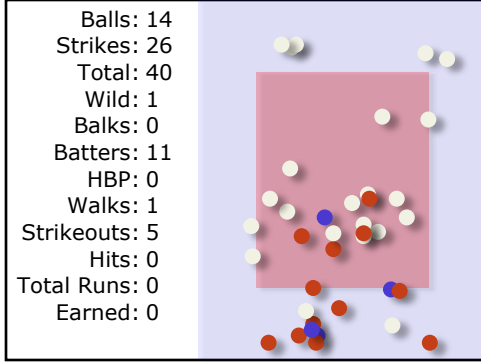 Balls: 14
Strikes: 26
Total: 40
Wild: 1
Balks: 0
Batters: 11
HBP: 0
Walks: 1
Strikeouts: 5
Hits: 0
Total Runs: 0
Earned: 0